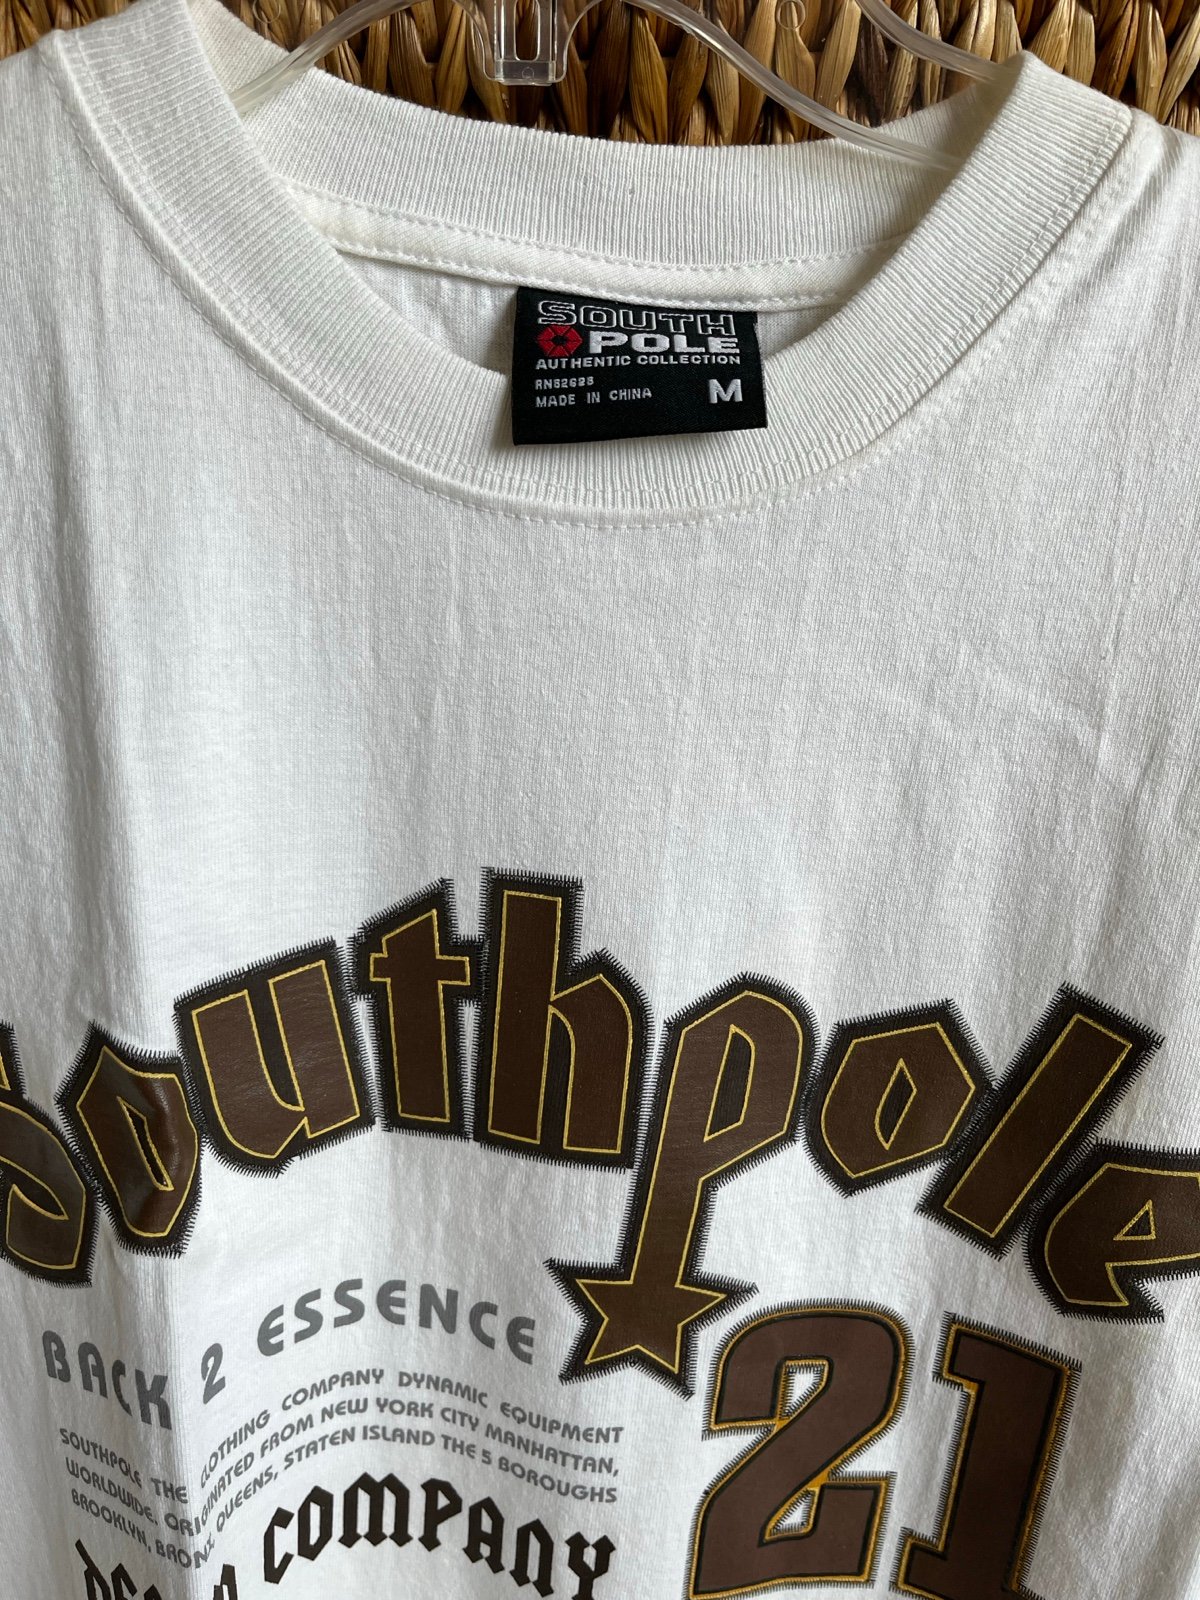 SOUTH
POLE
AUTHENTIC COLLECTION
RN82628
MADE IN CHINA
M
Southpole
BACK 2 ESSENCE
SOUTHPOLE THE CLOTHING COMPANY DYNAMIC EQUIPMENT
WORLDWIDE. ORIGINATED FROM NEW YORK CITY MANHATTAN,
BROOKLYN, BRONX, QUEENS, STATEN ISLAND THE 5 BOROUGHS
21
COMPANY